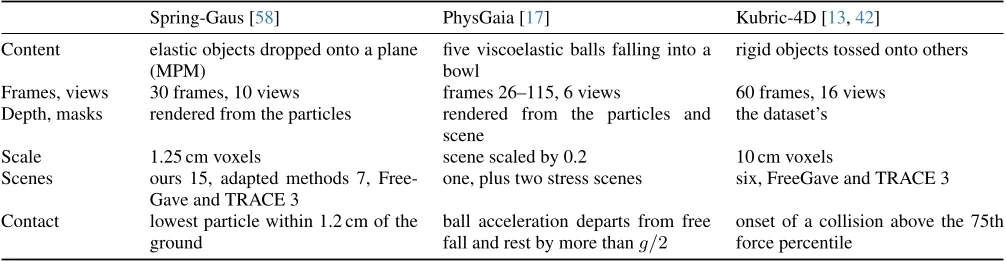 Spring-Gaus [58] PhysGaia [17] Kubric-4D [13, 42]
Content elastic objects dropped onto a plane five viscoelastic balls falling into a rigid objects tossed onto others
(MPM) bowl
Frames, views 30 frames, 10 views frames 26–115, 6 views 60 frames, 16 views
Depth, masks rendered from the particles rendered from the particles and the dataset's
scene
Scale 1.25 cm voxels scene scaled by 0.2 10 cm voxels
Scenes ours 15, adapted methods 7, Free- one, plus two stress scenes six, FreeGave and TRACE 3
Gave and TRACE 3
Contact lowest particle within 1.2 cm of the ball acceleration departs from free onset of a collision above the 75th
ground fall and rest by more than g/2 force percentile